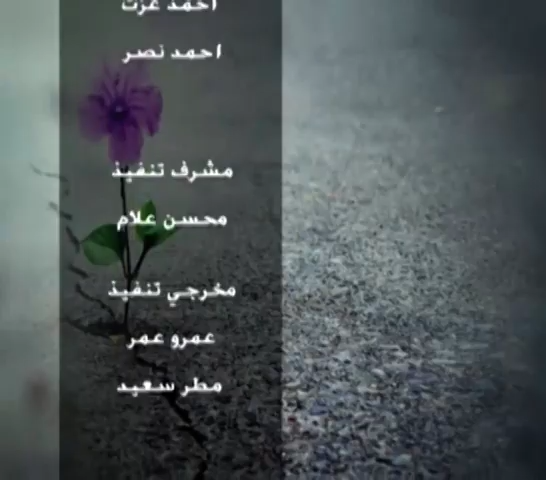 احمد عزت
احمد نصر
مشرف تنفيذ
محسن علام
مخرجي تنفيذ
عمرو عمر
مطر سعيد